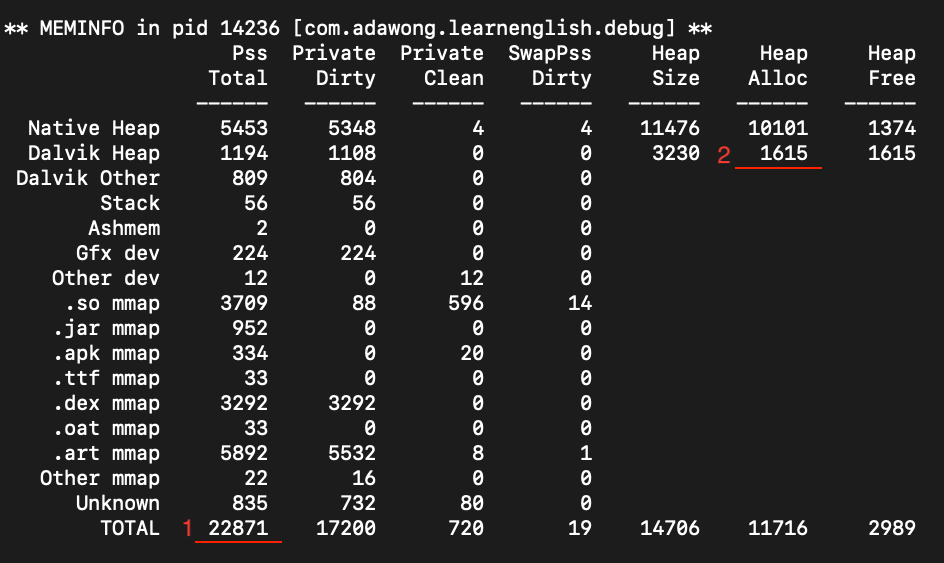 ** MEMINFO in pid 14236 [com.adawong.learnenglish.debug] **
Pss Private Private SwapPss Heap Heap Heap
Total Dirty Clean Dirty Size Alloc Free
------ ------ ------ ------ ------ ------ ------
Native Heap 5453 5348 4 4 11476 10101 1374
Dalvik Heap 1194 1108 0 0 3230 2 1615 1615
Dalvik Other 809 804 0 0
Stack 56 56 0 0
Ashmem 2 0 0 0
Gfx dev 224 224 0 0
Other dev 12 0 12 0
.so mmap 3709 88 596 14
.jar mmap 952 0 0 0
.apk mmap 334 0 20 0
.ttf mmap 33 0 0 0
.dex mmap 3292 3292 0 0
.oat mmap 33 0 0 0
.art mmap 5892 5532 8 1
Other mmap 22 16 0 0
Unknown 835 732 80 0
TOTAL 1 22871 17200 720 19 14706 11716 2989